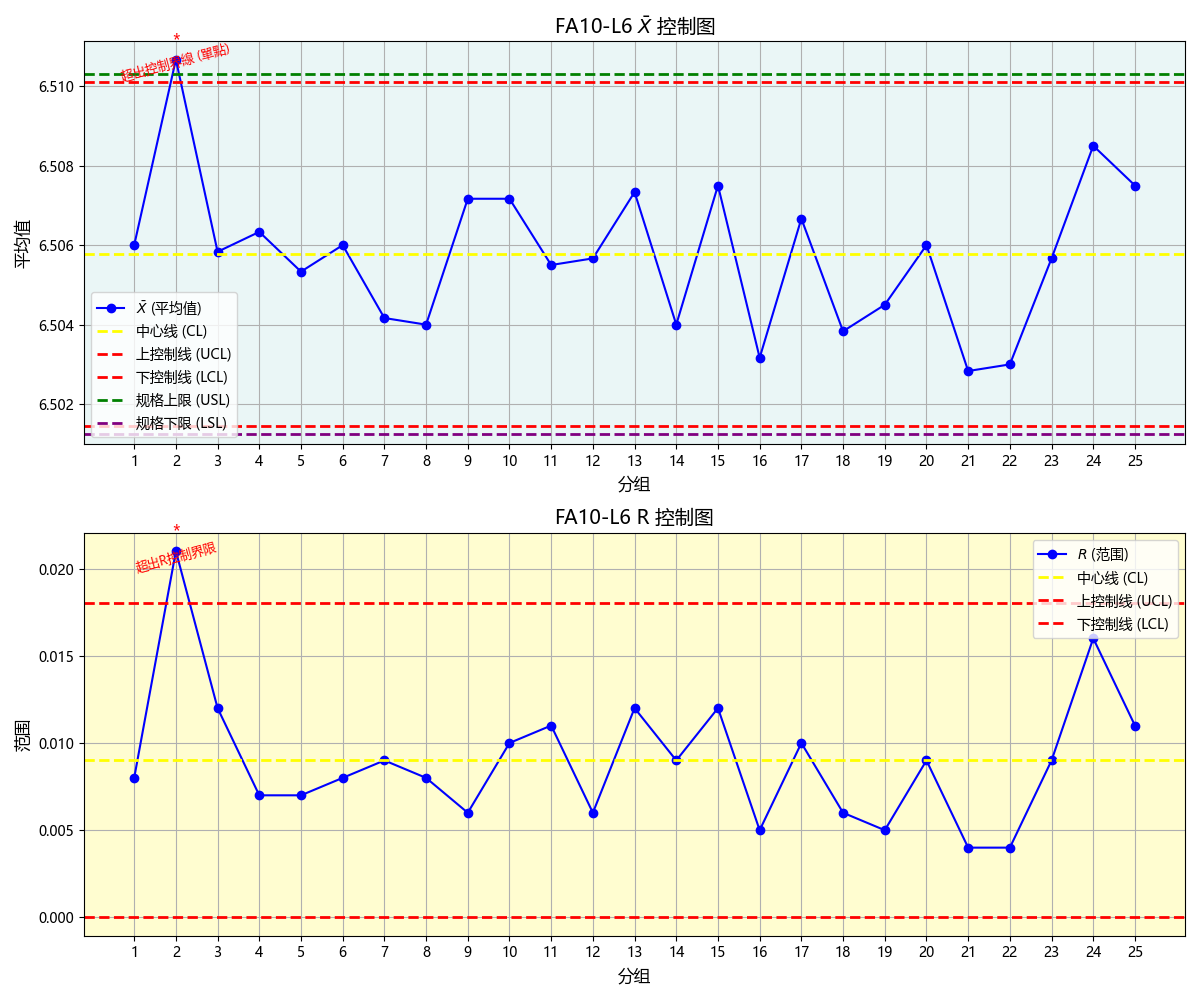 FA10-L6 X̄ 控制图
*
超出控制界線 (單點)
平均值
6.510
6.508
6.506
6.504
6.502
X̄ (平均值)
中心线 (CL)
上控制线 (UCL)
下控制线 (LCL)
规格上限 (USL)
规格下限 (LSL)
1 2 3 4 5 6 7 8 9 10 11 12 13 14 15 16 17 18 19 20 21 22 23 24 25
分组
FA10-L6 R 控制图
*
超出R控制界限
范围
0.020
0.015
0.010
0.005
0.000
R (范围)
中心线 (CL)
上控制线 (UCL)
下控制线 (LCL)
1 2 3 4 5 6 7 8 9 10 11 12 13 14 15 16 17 18 19 20 21 22 23 24 25
分组